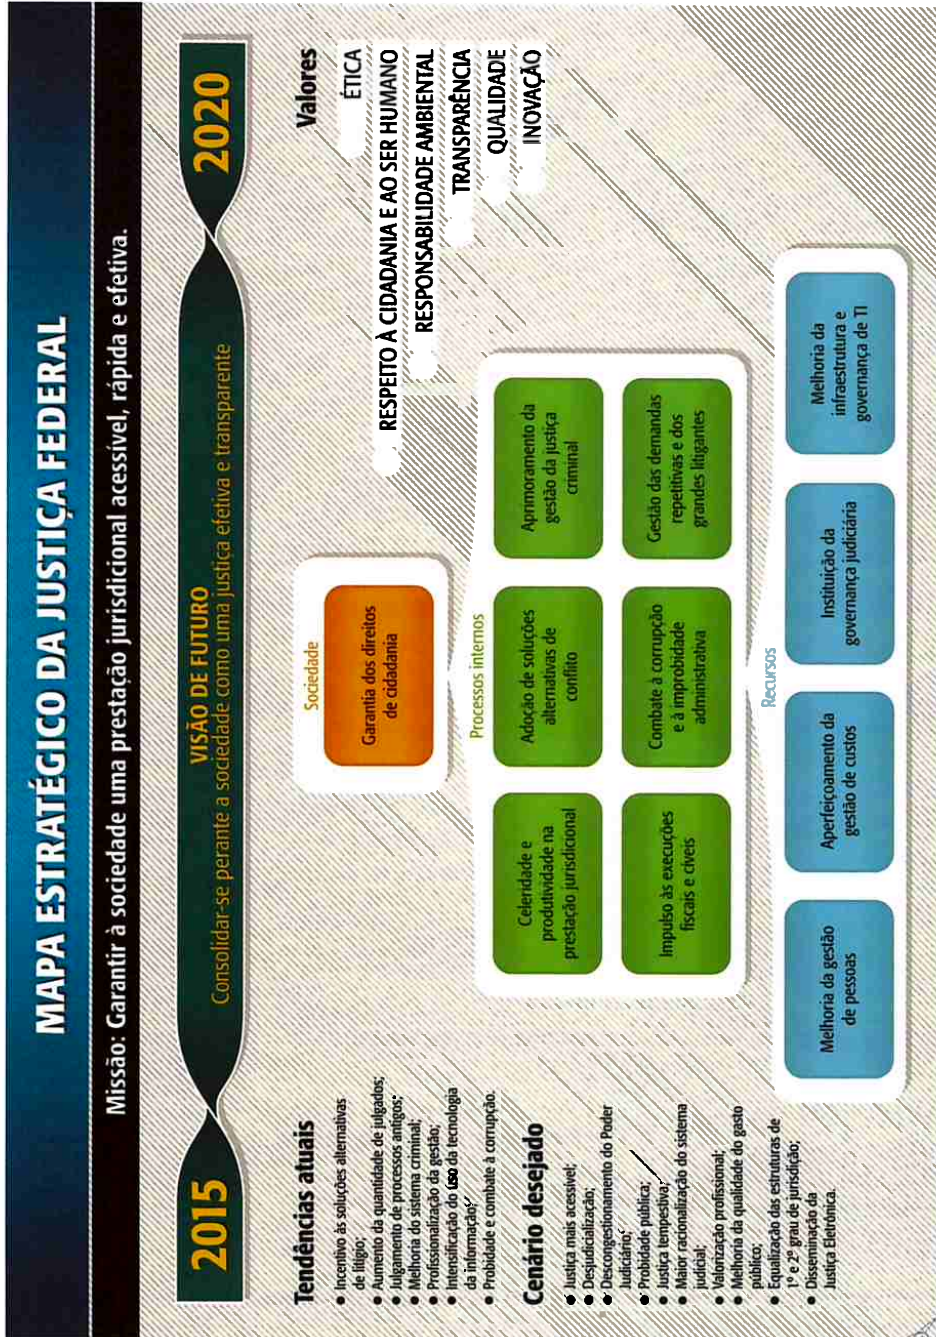 MAPA ESTRATÉGICO DA JUSTIÇA FEDERAL
Missão: Garantir à sociedade uma prestação jurisdicional acessível, rápida e efetiva.
2015
VISÃO DE FUTURO
Consolidar-se perante a sociedade como uma justiça efetiva e transparente
2020
Tendências atuais
• Incentivo às soluções alternativas
de litígio;
• Aumento da quantidade de julgados;
• Julgamento de processos antigos;
• Melhoria do sistema criminal;
• Profissionalização da gestão;
• Intensificação do uso da tecnologia
da informação;
• Probidade e combate à corrupção.
Cenário desejado
• Justiça mais acessível;
• Desjudicialização;
• Descongestionamento do Poder
Judiciário;
• Probidade pública;
• Justiça tempestiva;
• Maior racionalização do sistema
judicial;
• Valorização profissional;
• Melhoria da qualidade do gasto
público;
• Equalização das estruturas de
1º e 2º grau de jurisdição;
• Disseminação da
Justiça Eletrônica.
Sociedade
Garantia dos direitos
de cidadania
Processos internos
Celeridade e
produtividade na
prestação jurisdicional
Adoção de soluções
alternativas de
conflito
Aprimoramento da
gestão da justiça
criminal
Impulso às execuções
fiscais e cíveis
Combate à corrupção
e à improbidade
administrativa
Gestão das demandas
repetitivas e dos
grandes litigantes
Recursos
Melhoria da gestão
de pessoas
Aperfeiçoamento da
gestão de custos
Instituição da
governança judiciária
Melhoria da
infraestrutura e
governança de TI
Valores
ÉTICA
RESPEITO À CIDADANIA E AO SER HUMANO
RESPONSABILIDADE AMBIENTAL
TRANSPARÊNCIA
QUALIDADE
INOVAÇÃO